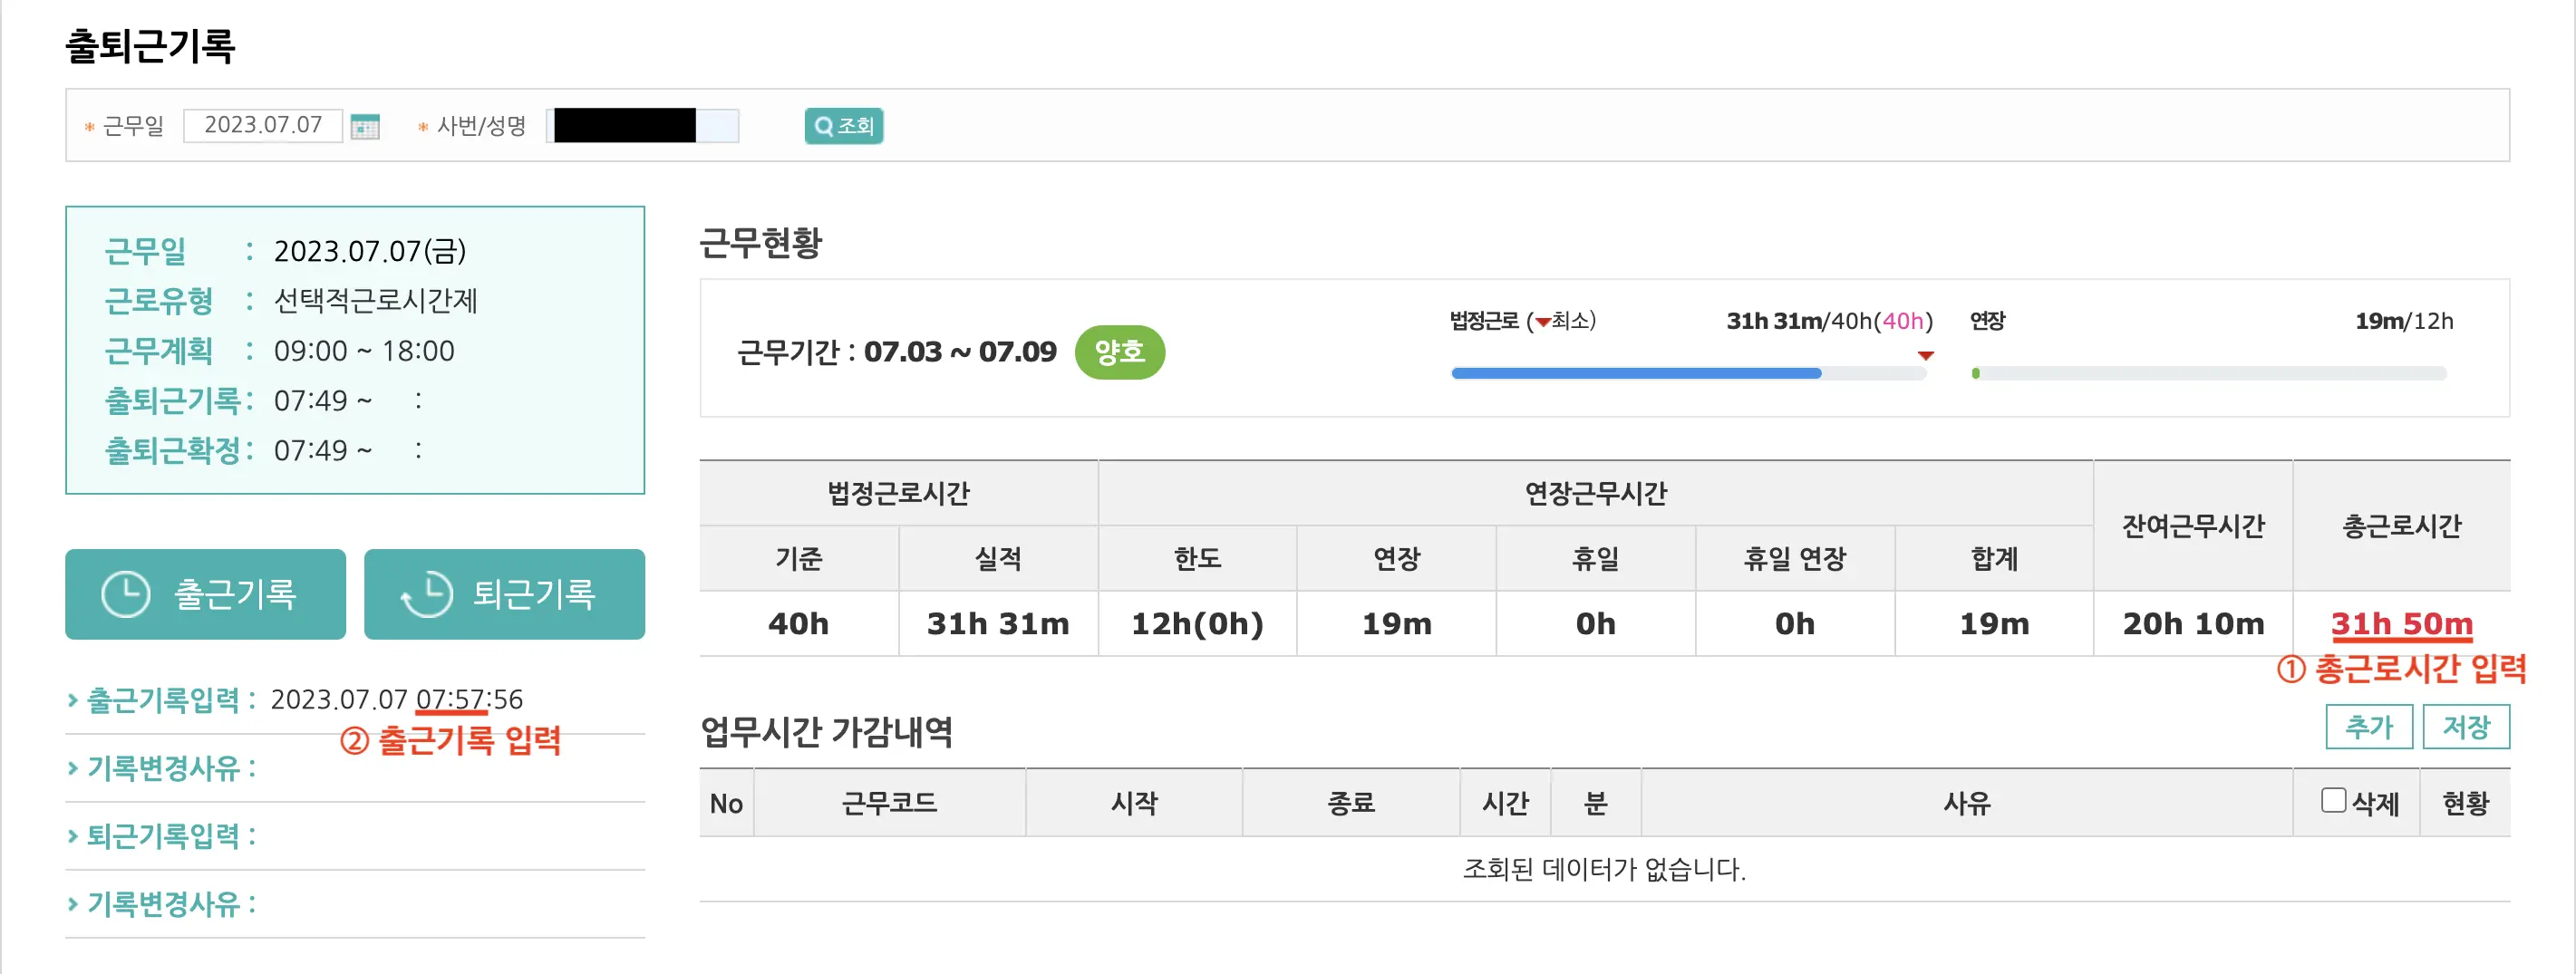 출퇴근기록
* 근무일 2023.07.07 * 사번/성명 조회
근무일 : 2023.07.07(금)
근로유형 : 선택적근로시간제
근무계획 : 09:00 ~ 18:00
출퇴근기록 : 07:49 ~ :
출퇴근확정 : 07:49 ~ :
출근기록 퇴근기록
> 출근기록입력 : 2023.07.07 07:57:56
② 출근기록 입력
> 기록변경사유 :
> 퇴근기록입력 :
> 기록변경사유 :
근무현황
근무기간 : 07.03 ~ 07.09 양호
법정근로 (▼최소) 31h 31m/40h(40h)
연장 19m/12h
법정근로시간 연장근무시간 잔여근무시간 총근로시간
기준 실적 한도 연장 휴일 휴일 연장 합계
40h 31h 31m 12h(0h) 19m 0h 0h 19m 20h 10m 31h 50m
① 총근로시간 입력
업무시간 가감내역 추가 저장
No 근무코드 시작 종료 시간 분 사유 삭제 현황
조회된 데이터가 없습니다.